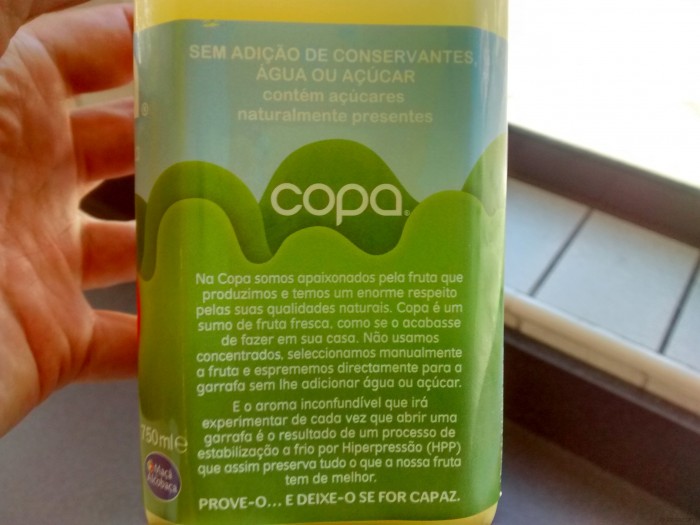 SEM ADIÇÃO DE CONSERVANTES,
ÁGUA OU AÇÚCAR
contém açúcares
naturalmente presentes
copa®
Na Copa somos apaixonados pela fruta que
produzimos e temos um enorme respeito
pelas suas qualidades naturais. Copa é um
sumo de fruta fresca, como se o acabasse
de fazer em sua casa. Não usamos
concentrados, seleccionamos manualmente
a fruta e esprememos directamente para a
garrafa sem lhe adicionar água ou açúcar.
E o aroma inconfundível que irá
experimentar de cada vez que abrir uma
garrafa é o resultado de um processo de
estabilização a frio por Hiperpressão (HPP)
que assim preserva tudo o que a nossa fruta
tem de melhor.
PROVE-O... E DEIXE-O SE FOR CAPAZ.
750mle
Maçã
Alcobaça